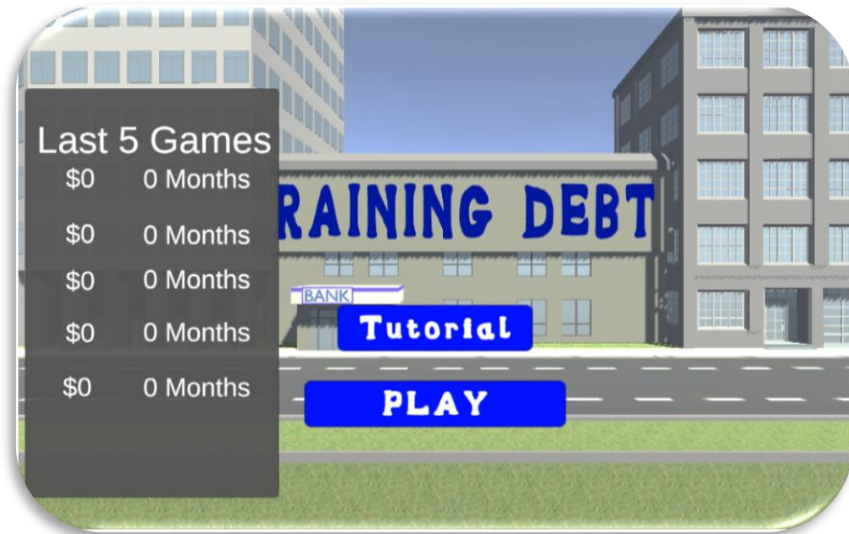 Last 5 Games
$0 0 Months
$0 0 Months
$0 0 Months
$0 0 Months
$0 0 Months
RAINING DEBT
BANK
Tutorial
PLAY